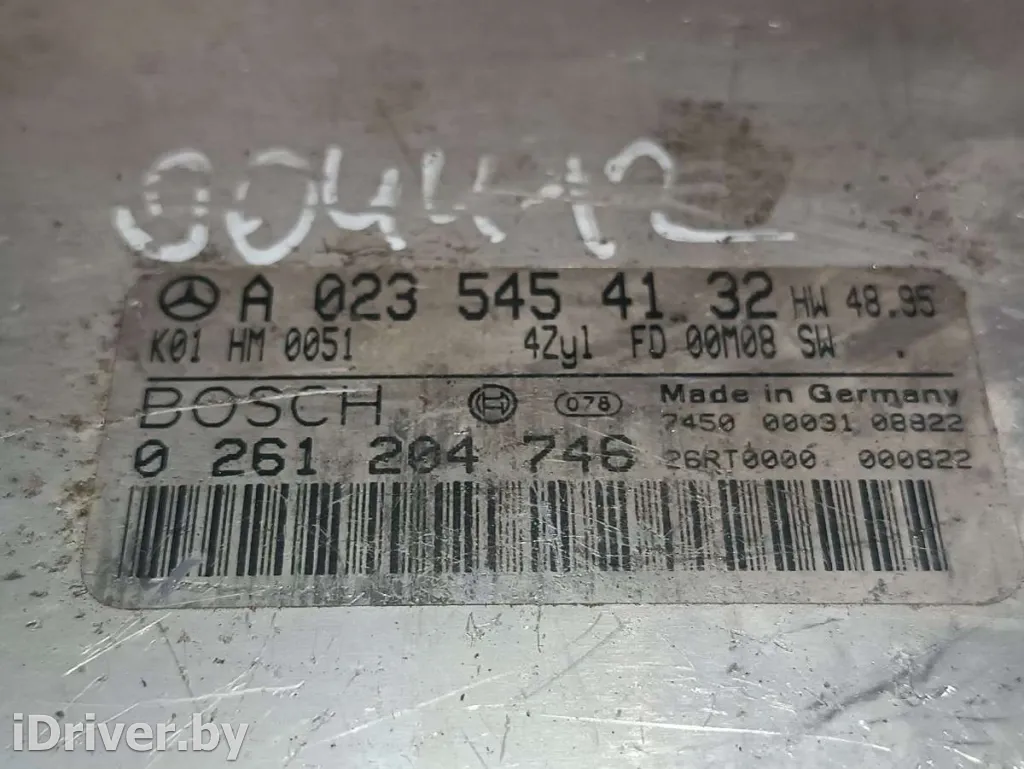 004412
A 023 545 41 32 HW 48.95
K01 HM 0051 4Zyl FD 00M08 SW .
BOSCH 078 Made in Germany
7450 00031 08822
0 261 204 746 26RT0000 000822
iDriver.by